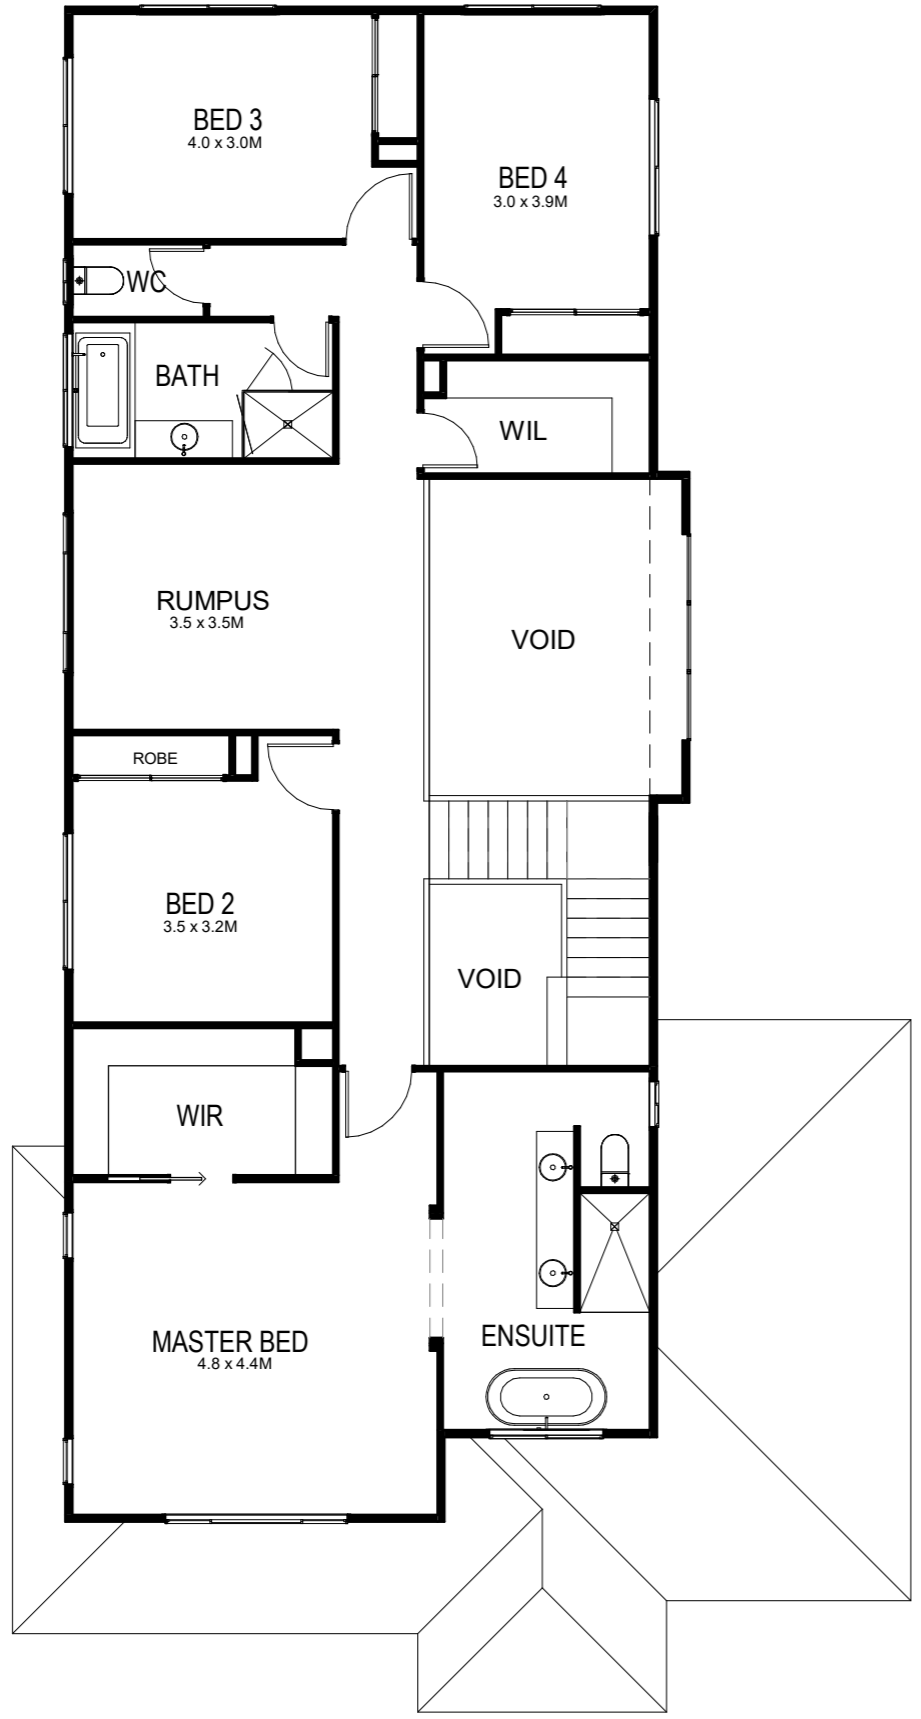 BED 3
4.0 x 3.0M
BED 4
3.0 x 3.9M
WC
BATH
WIL
RUMPUS
3.5 x 3.5M
VOID
ROBE
BED 2
3.5 x 3.2M
VOID
WIR
MASTER BED
4.8 x 4.4M
ENSUITE